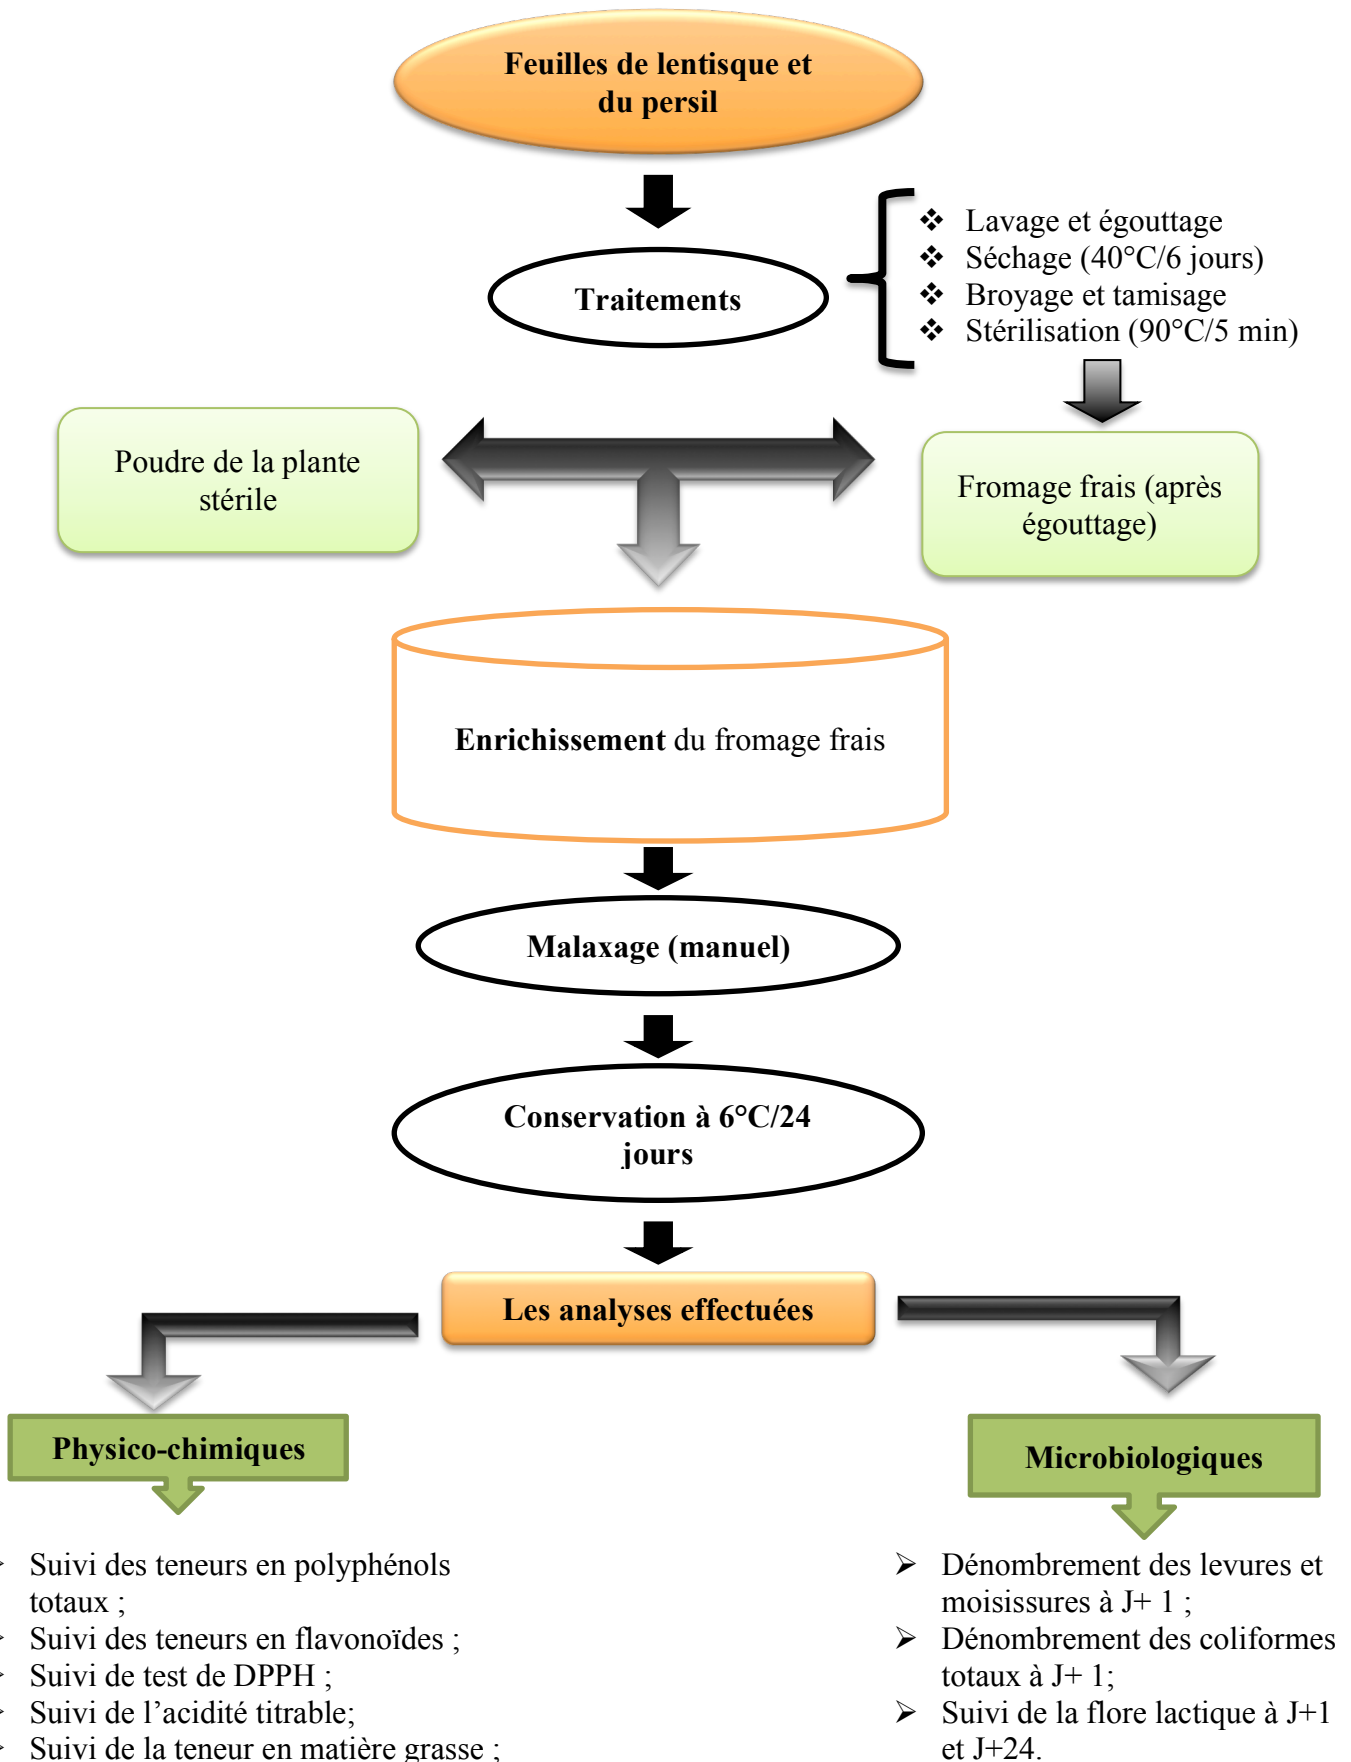 Feuilles de lentisque et
du persil
Traitements
❖ Lavage et égouttage
❖ Séchage (40°C/6 jours)
❖ Broyage et tamisage
❖ Stérilisation (90°C/5 min)
Poudre de la plante
stérile
Fromage frais (après
égouttage)
Enrichissement du fromage frais
Malaxage (manuel)
Conservation à 6°C/24
jours
Les analyses effectuées
Physico-chimiques
Suivi des teneurs en polyphénols
totaux ;
Suivi des teneurs en flavonoïdes ;
Suivi de test de DPPH ;
Suivi de l’acidité titrable;
Suivi de la teneur en matière grasse ;
Microbiologiques
➢ Dénombrement des levures et
moisissures à J+ 1 ;
➢ Dénombrement des coliformes
totaux à J+ 1;
➢ Suivi de la flore lactique à J+1
et J+24.